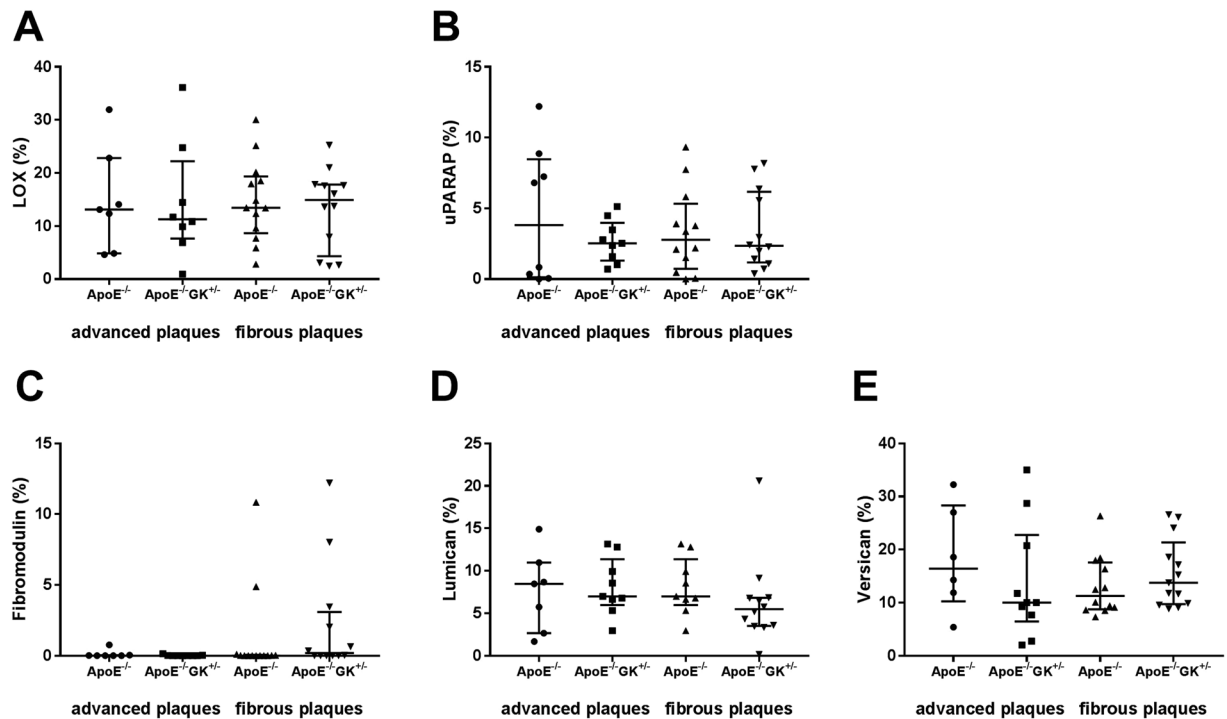 A
LOX (%)
40
30
20
10
0
ApoE-/- ApoE-/-GK+/- ApoE-/- ApoE-/-GK+/-
advanced plaques fibrous plaques
B
uPARAP (%)
15
10
5
0
ApoE-/- ApoE-/-GK+/- ApoE-/- ApoE-/-GK+/-
advanced plaques fibrous plaques
C
Fibromodulin (%)
15
10
5
0
ApoE-/- ApoE-/-GK+/- ApoE-/- ApoE-/-GK+/-
advanced plaques fibrous plaques
D
Lumican (%)
25
20
15
10
5
0
ApoE-/- ApoE-/-GK+/- ApoE-/- ApoE-/-GK+/-
advanced plaques fibrous plaques
E
Versican (%)
40
30
20
10
0
ApoE-/- ApoE-/-GK+/- ApoE-/- ApoE-/-GK+/-
advanced plaques fibrous plaques